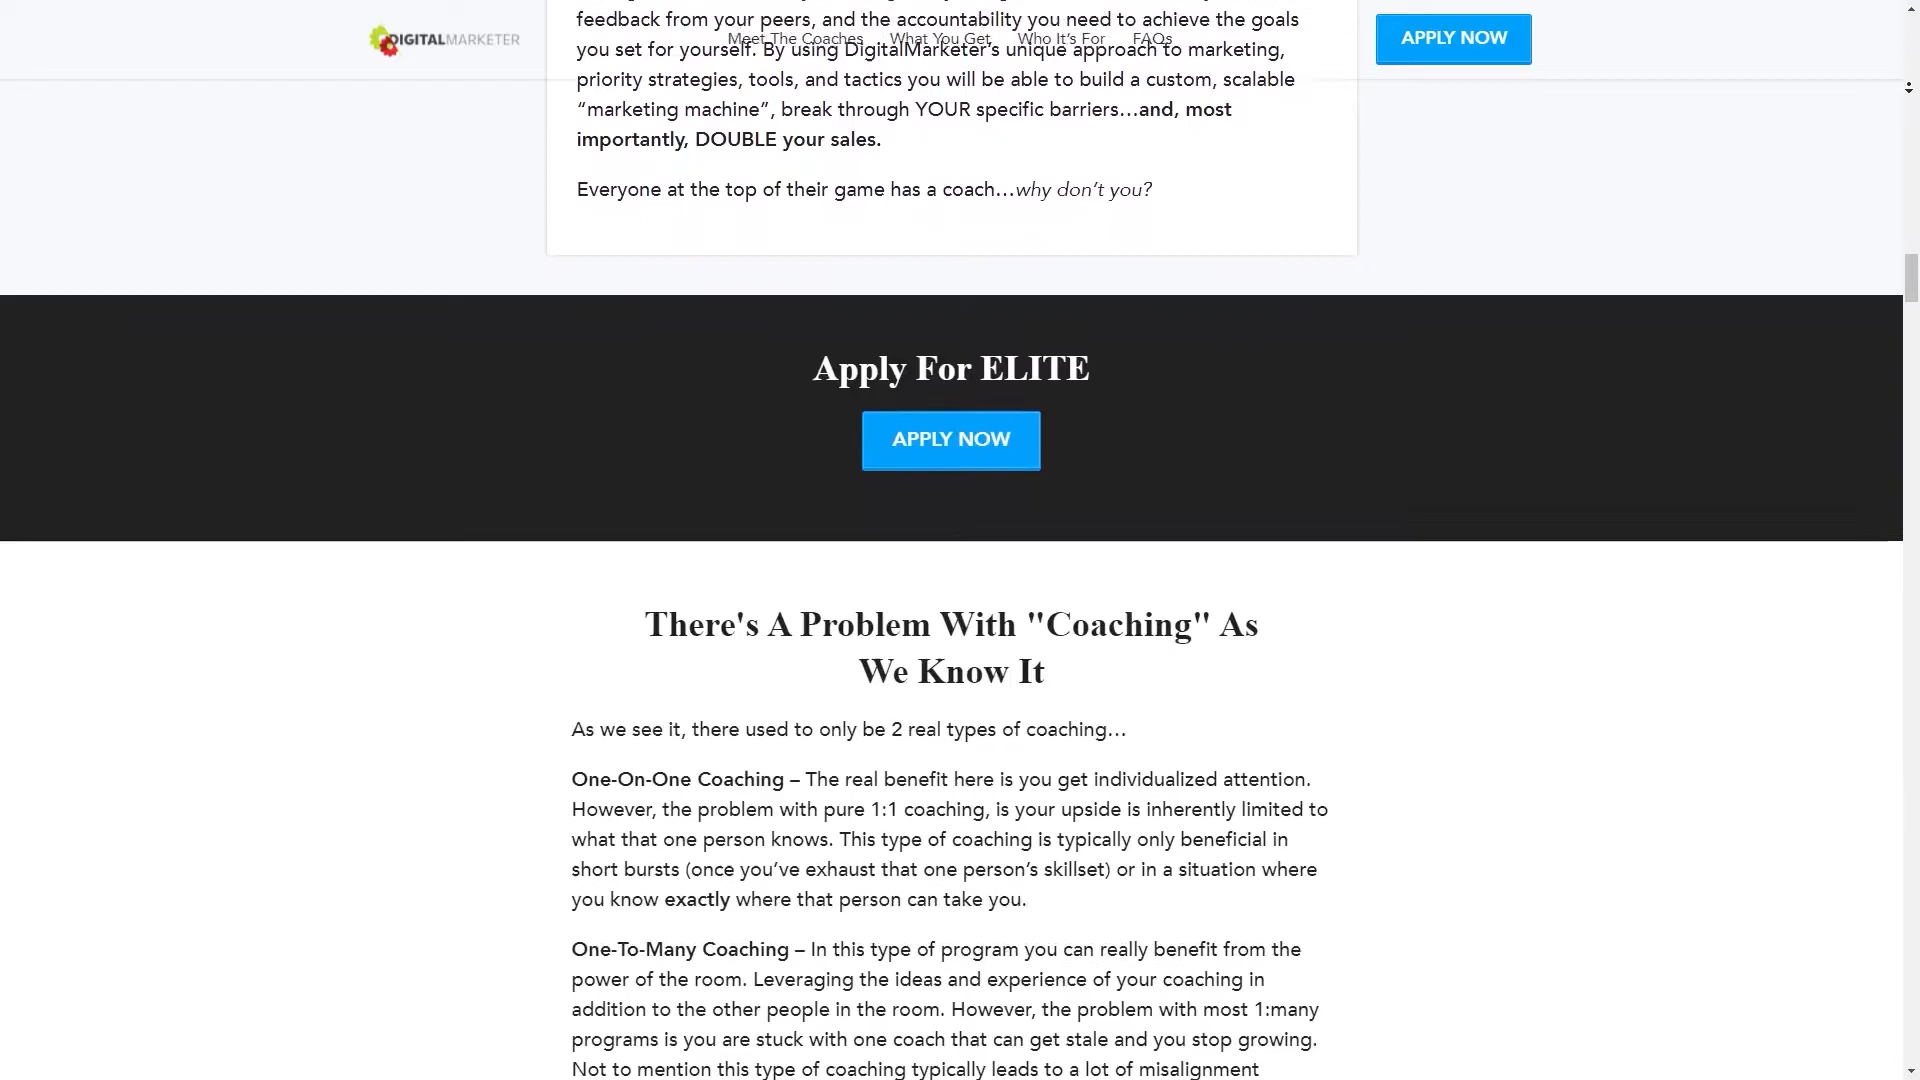 DIGITALMARKETER
Meet The Coaches What You Get Who It's For FAQs
APPLY NOW
feedback from your peers, and the accountability you need to achieve the goals
you set for yourself. By using DigitalMarketer's unique approach to marketing,
priority strategies, tools, and tactics you will be able to build a custom, scalable
“marketing machine”, break through YOUR specific barriers…and, most
importantly, DOUBLE your sales.
Everyone at the top of their game has a coach…why don't you?
Apply For ELITE
APPLY NOW
There's A Problem With "Coaching" As
We Know It
As we see it, there used to only be 2 real types of coaching…
One-On-One Coaching – The real benefit here is you get individualized attention.
However, the problem with pure 1:1 coaching, is your upside is inherently limited to
what that one person knows. This type of coaching is typically only beneficial in
short bursts (once you've exhaust that one person's skillset) or in a situation where
you know exactly where that person can take you.
One-To-Many Coaching – In this type of program you can really benefit from the
power of the room. Leveraging the ideas and experience of your coaching in
addition to the other people in the room. However, the problem with most 1:many
programs is you are stuck with one coach that can get stale and you stop growing.
Not to mention this type of coaching typically leads to a lot of misalignment